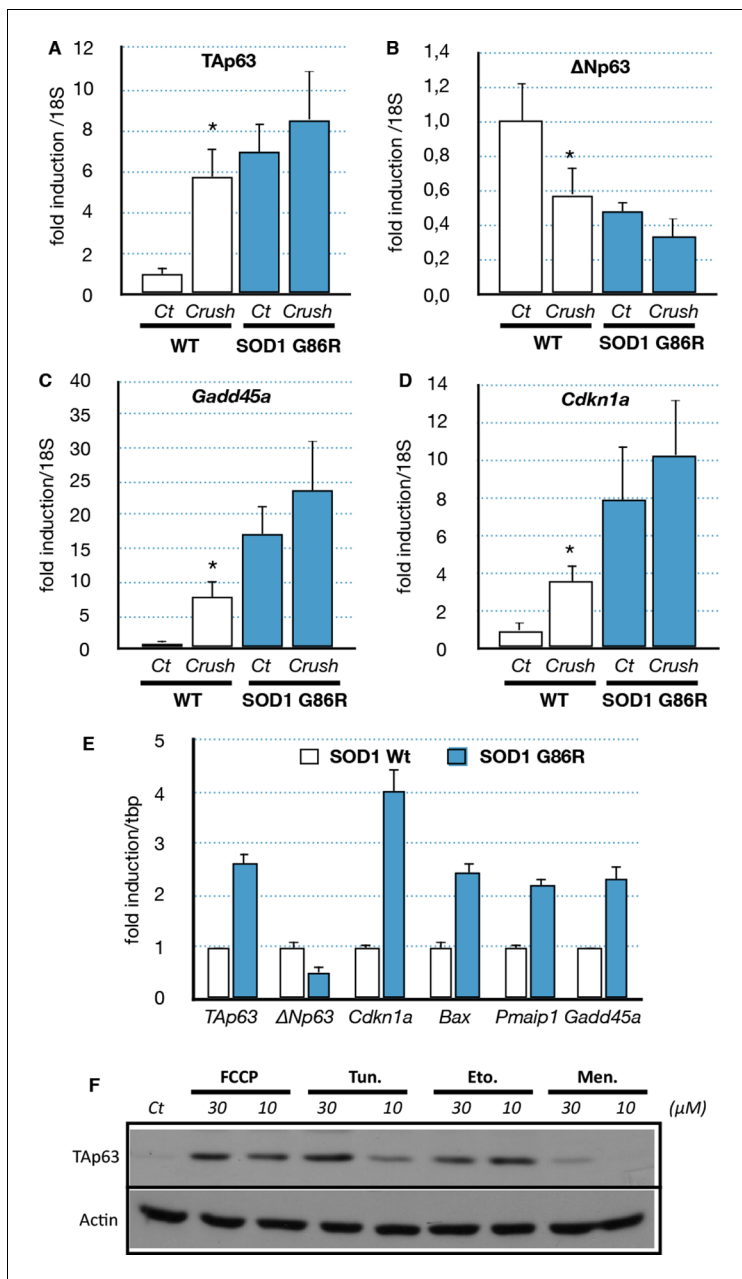 A
TAp63
fold induction /18S
12
10
8
6
4
2
0
*
Ct Crush Ct Crush
WT SOD1 G86R
B
ΔNp63
fold induction /18S
1,4
1,2
1,0
0,8
0,6
0,4
0,2
0,0
*
Ct Crush Ct Crush
WT SOD1 G86R
C
Gadd45a
fold induction/18S
40
35
30
25
20
15
10
5
0
*
Ct Crush Ct Crush
WT SOD1 G86R
D
Cdkn1a
fold induction/18S
14
12
10
8
6
4
2
0
*
Ct Crush Ct Crush
WT SOD1 G86R
E
SOD1 Wt SOD1 G86R
fold induction/tbp
5
4
3
2
1
0
TAp63 ΔNp63 Cdkn1a Bax Pmaip1 Gadd45a
F
FCCP Tun. Eto. Men.
Ct 30 10 30 10 30 10 30 10 (µM)
TAp63
Actin